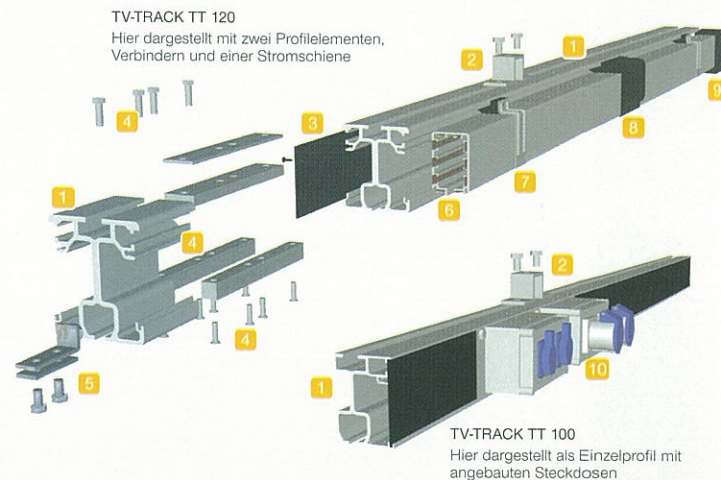 TV-TRACK TT 120
Hier dargestellt mit zwei Profilelementen,
Verbindern und einer Stromschiene
2
1
9
4
3
8
1
7
6
4
2
4
5
1
10
TV-TRACK TT 100
Hier dargestellt als Einzelprofil mit
angebauten Steckdosen